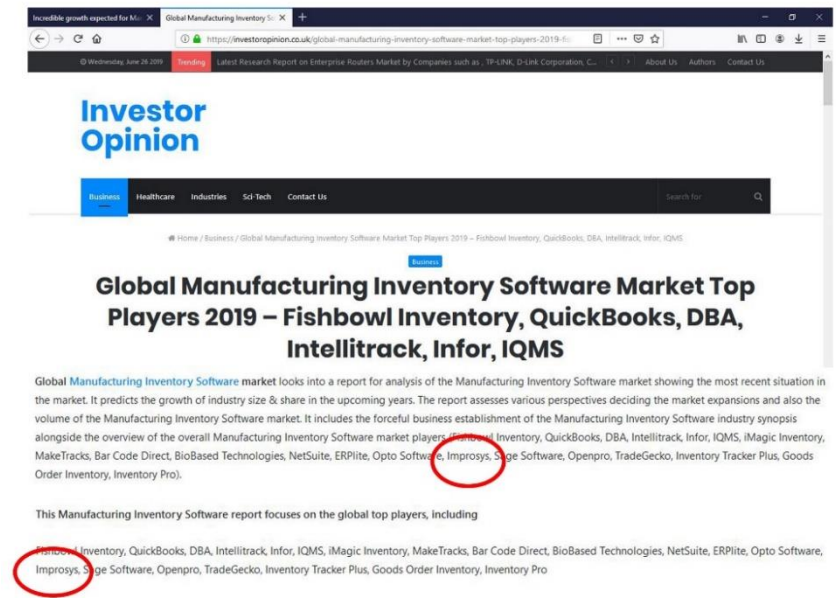 Incredible growth expected for Ma
Global Manufacturing Inventory So
https://investoropinion.co.uk/global-manufacturing-inventory-software-market-top-players-2019-fis
Wednesday, June 26 2019
Trending
Latest Research Report on Enterprise Routers Market by Companies such as , TP-LINK, D-Link Corporation, C...
About Us Authors Contact Us
Investor
Opinion
Business Healthcare Industries Sci-Tech Contact Us
Search for
Home / Business / Global Manufacturing Inventory Software Market Top Players 2019 – Fishbowl Inventory, QuickBooks, DBA, Intellitrack, Infor, IQMS
Business
Global Manufacturing Inventory Software Market Top
Players 2019 – Fishbowl Inventory, QuickBooks, DBA,
Intellitrack, Infor, IQMS
Global Manufacturing Inventory Software market looks into a report for analysis of the Manufacturing Inventory Software market showing the most recent situation in
the market. It predicts the growth of industry size & share in the upcoming years. The report assesses various perspectives deciding the market expansions and also the
volume of the Manufacturing Inventory Software market. It includes the forceful business establishment of the Manufacturing Inventory Software industry synopsis
alongside the overview of the overall Manufacturing Inventory Software market players (Fishbowl Inventory, QuickBooks, DBA, Intellitrack, Infor, IQMS, iMagic Inventory,
MakeTracks, Bar Code Direct, BioBased Technologies, NetSuite, ERPlite, Opto Software, Improsys, Sage Software, Openpro, TradeGecko, Inventory Tracker Plus, Goods
Order Inventory, Inventory Pro).
This Manufacturing Inventory Software report focuses on the global top players, including
Fishbowl Inventory, QuickBooks, DBA, Intellitrack, Infor, IQMS, iMagic Inventory, MakeTracks, Bar Code Direct, BioBased Technologies, NetSuite, ERPlite, Opto Software,
Improsys, Sage Software, Openpro, TradeGecko, Inventory Tracker Plus, Goods Order Inventory, Inventory Pro